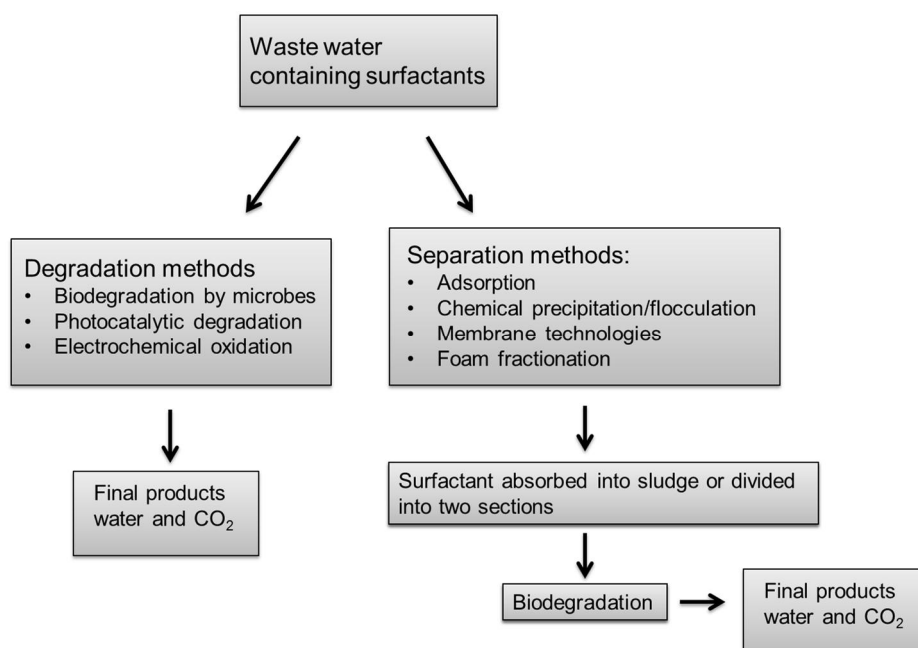 Waste water
containing surfactants
Degradation methods
• Biodegradation by microbes
• Photocatalytic degradation
• Electrochemical oxidation
Separation methods:
• Adsorption
• Chemical precipitation/flocculation
• Membrane technologies
• Foam fractionation
Final products
water and CO₂
Surfactant absorbed into sludge or divided
into two sections
Biodegradation
Final products
water and CO₂